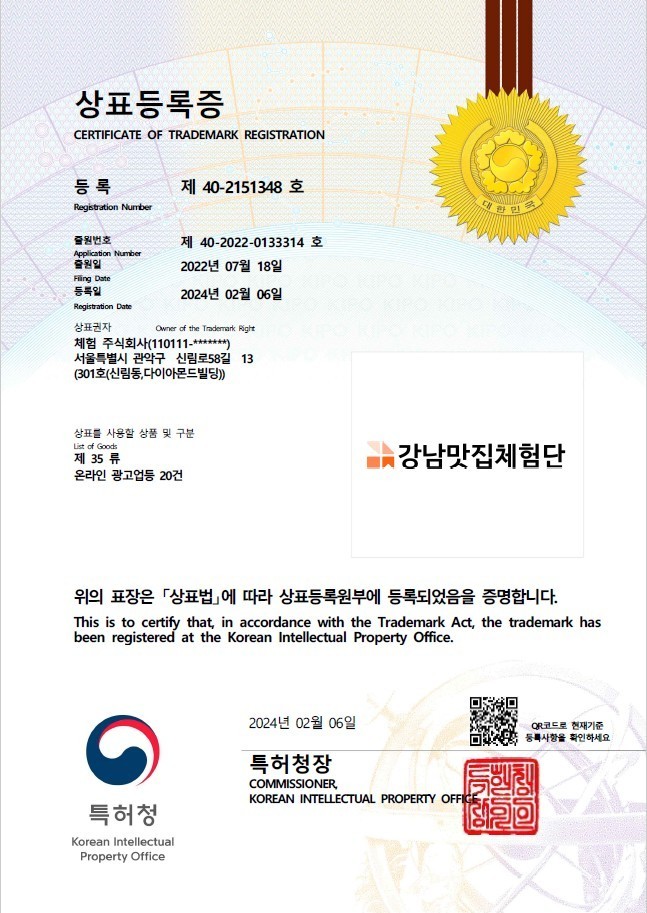 상표등록증
CERTIFICATE OF TRADEMARK REGISTRATION
등 록 제 40-2151348 호
Registration Number
출원번호 제 40-2022-0133314 호
Application Number
출원일 2022년 07월 18일
Filing Date
등록일 2024년 02월 06일
Registration Date
상표권자 Owner of the Trademark Right
체험 주식회사(110111-*******)
서울특별시 관악구 신림로58길 13
(301호(신림동,다이아몬드빌딩))
상표를 사용할 상품 및 구분
List of Goods
제 35 류
온라인 광고업등 20건
대한민국
강남맛집체험단
위의 표장은 「상표법」에 따라 상표등록원부에 등록되었음을 증명합니다.
This is to certify that, in accordance with the Trademark Act, the trademark has
been registered at the Korean Intellectual Property Office.
2024년 02월 06일
QR코드로 현재기준
등록사항을 확인하세요
특허청장
COMMISSIONER,
KOREAN INTELLECTUAL PROPERTY OFFICE
특허청
Korean Intellectual
Property Office